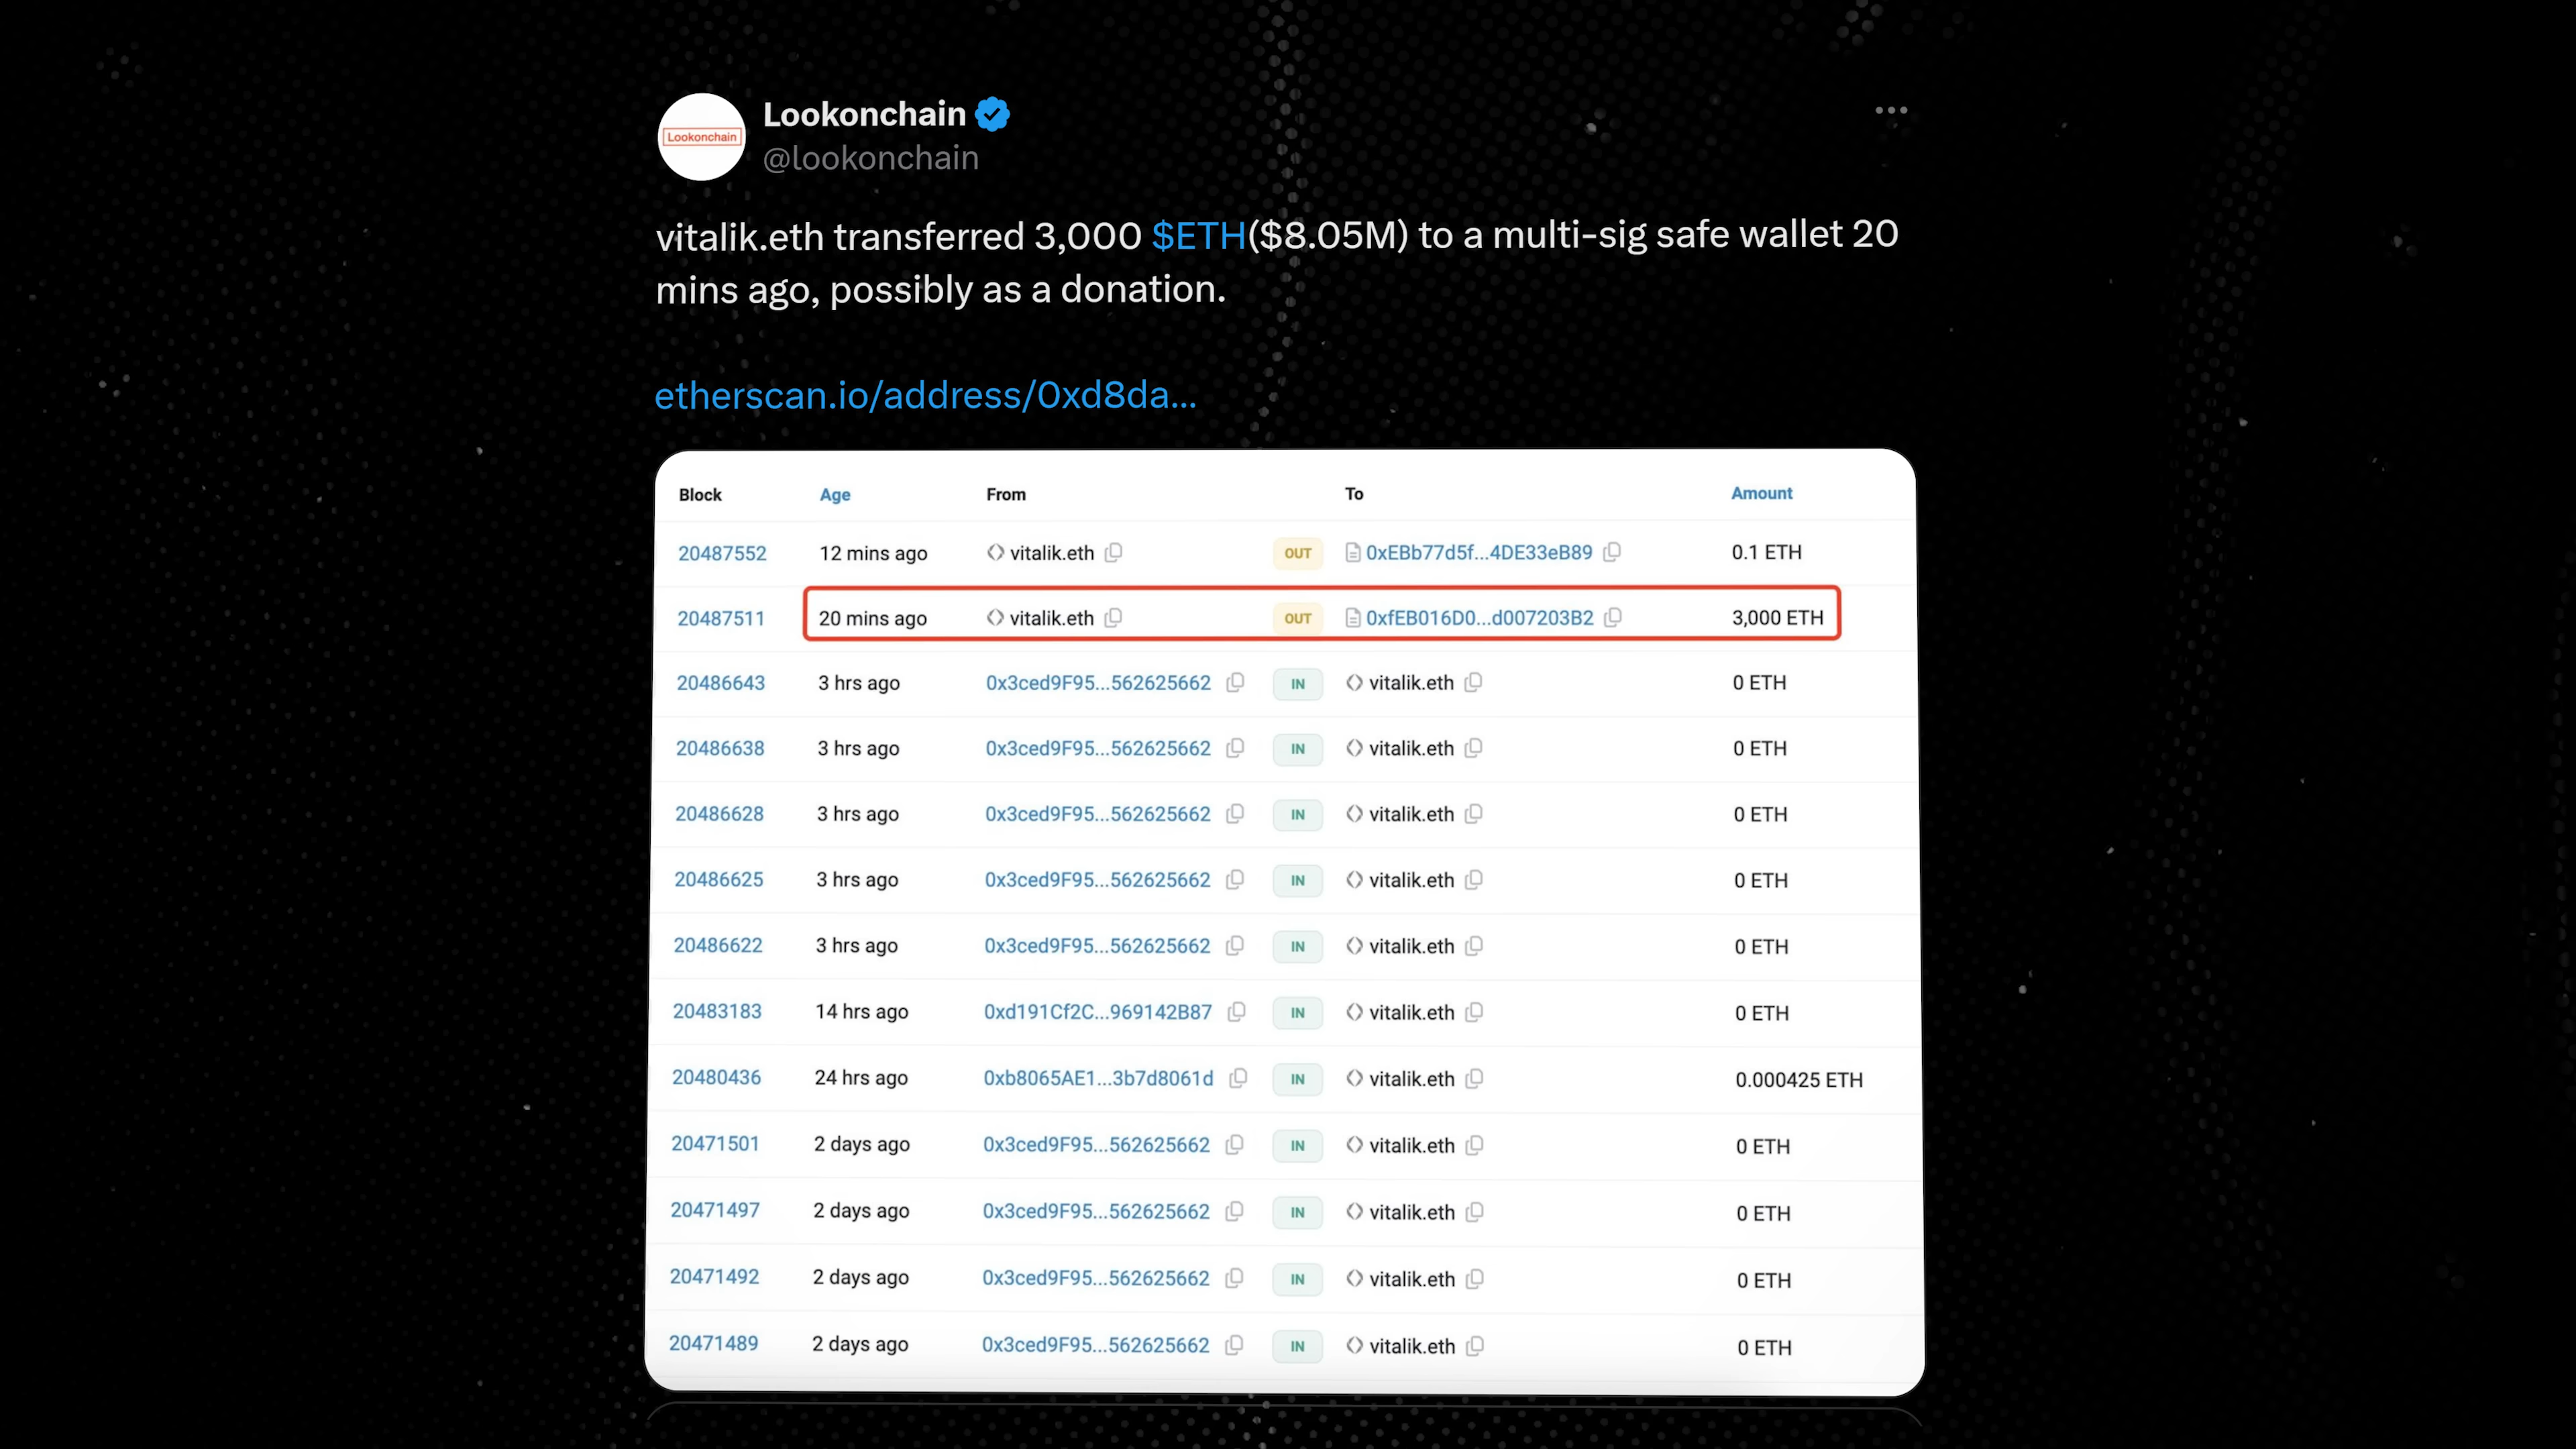 Lookonchain
Lookonchain
@lookonchain
vitalik.eth transferred 3,000 $ETH($8.05M) to a multi-sig safe wallet 20
mins ago, possibly as a donation.
etherscan.io/address/0xd8da...
Block Age From To Amount
20487552 12 mins ago vitalik.eth OUT 0xEBb77d5f...4DE33eB89 0.1 ETH
20487511 20 mins ago vitalik.eth OUT 0xfEB016D0...d007203B2 3,000 ETH
20486643 3 hrs ago 0x3ced9F95...562625662 IN vitalik.eth 0 ETH
20486638 3 hrs ago 0x3ced9F95...562625662 IN vitalik.eth 0 ETH
20486628 3 hrs ago 0x3ced9F95...562625662 IN vitalik.eth 0 ETH
20486625 3 hrs ago 0x3ced9F95...562625662 IN vitalik.eth 0 ETH
20486622 3 hrs ago 0x3ced9F95...562625662 IN vitalik.eth 0 ETH
20483183 14 hrs ago 0xd191Cf2C...969142B87 IN vitalik.eth 0 ETH
20480436 24 hrs ago 0xb8065AE1...3b7d8061d IN vitalik.eth 0.000425 ETH
20471501 2 days ago 0x3ced9F95...562625662 IN vitalik.eth 0 ETH
20471497 2 days ago 0x3ced9F95...562625662 IN vitalik.eth 0 ETH
20471492 2 days ago 0x3ced9F95...562625662 IN vitalik.eth 0 ETH
20471489 2 days ago 0x3ced9F95...562625662 IN vitalik.eth 0 ETH